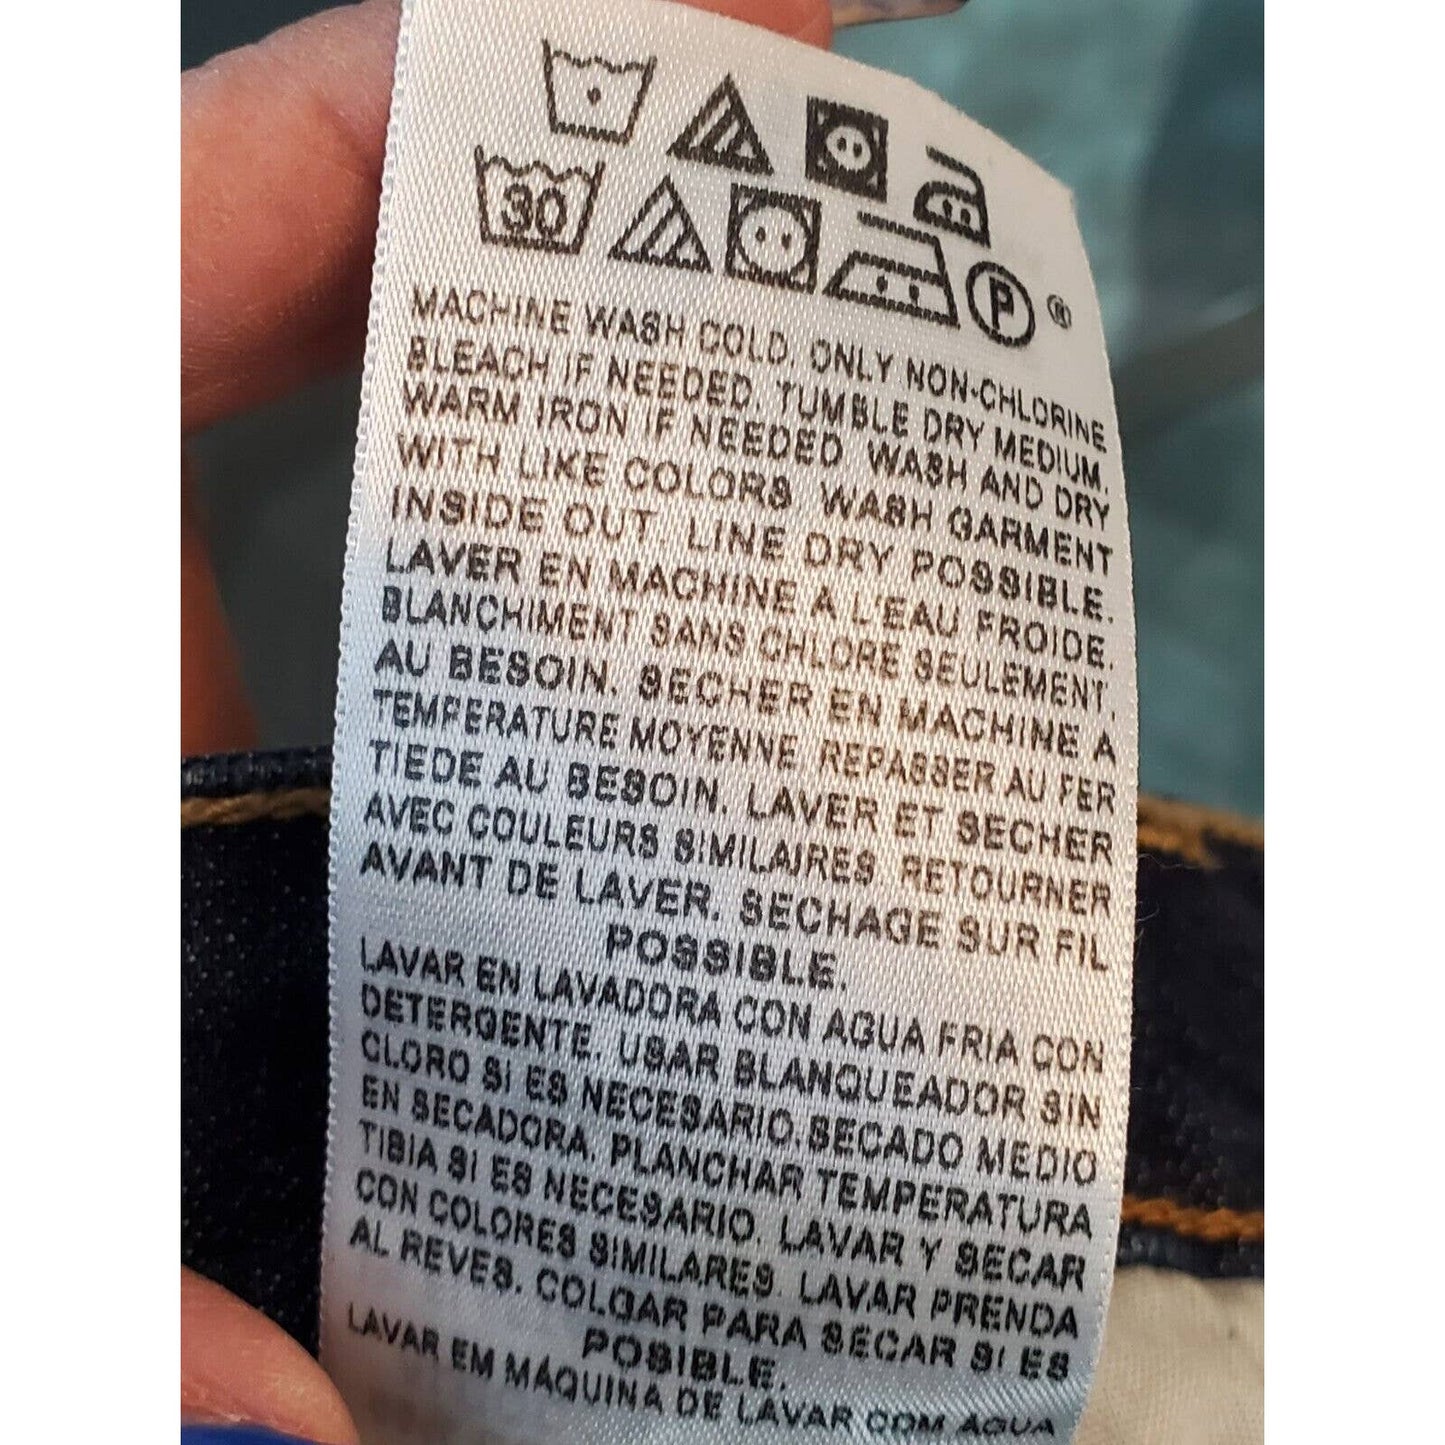 30
P ®
MACHINE WASH COLD. ONLY NON-CHLORINE
BLEACH IF NEEDED. TUMBLE DRY MEDIUM.
WARM IRON IF NEEDED. WASH AND DRY
WITH LIKE COLORS. WASH GARMENT
INSIDE OUT. LINE DRY POSSIBLE.
LAVER EN MACHINE A L'EAU FROIDE.
BLANCHIMENT SANS CHLORE SEULEMENT,
AU BESOIN. SECHER EN MACHINE A
TEMPERATURE MOYENNE. REPASSER AU FER
TIEDE AU BESOIN. LAVER ET SECHER
AVEC COULEURS SIMILAIRES. RETOURNER
AVANT DE LAVER. SECHAGE SUR FIL
POSSIBLE.
LAVAR EN LAVADORA CON AGUA FRIA CON
DETERGENTE. USAR BLANQUEADOR SIN
CLORO SI ES NECESARIO. SECADO MEDIO
EN SECADORA. PLANCHAR TEMPERATURA
TIBIA SI ES NECESARIO. LAVAR Y SECAR
CON COLORES SIMILARES. LAVAR PRENDA
AL REVES. COLGAR PARA SECAR SI ES
POSIBLE.
LAVAR EM MÁQUINA DE LAVAR COM AGUA